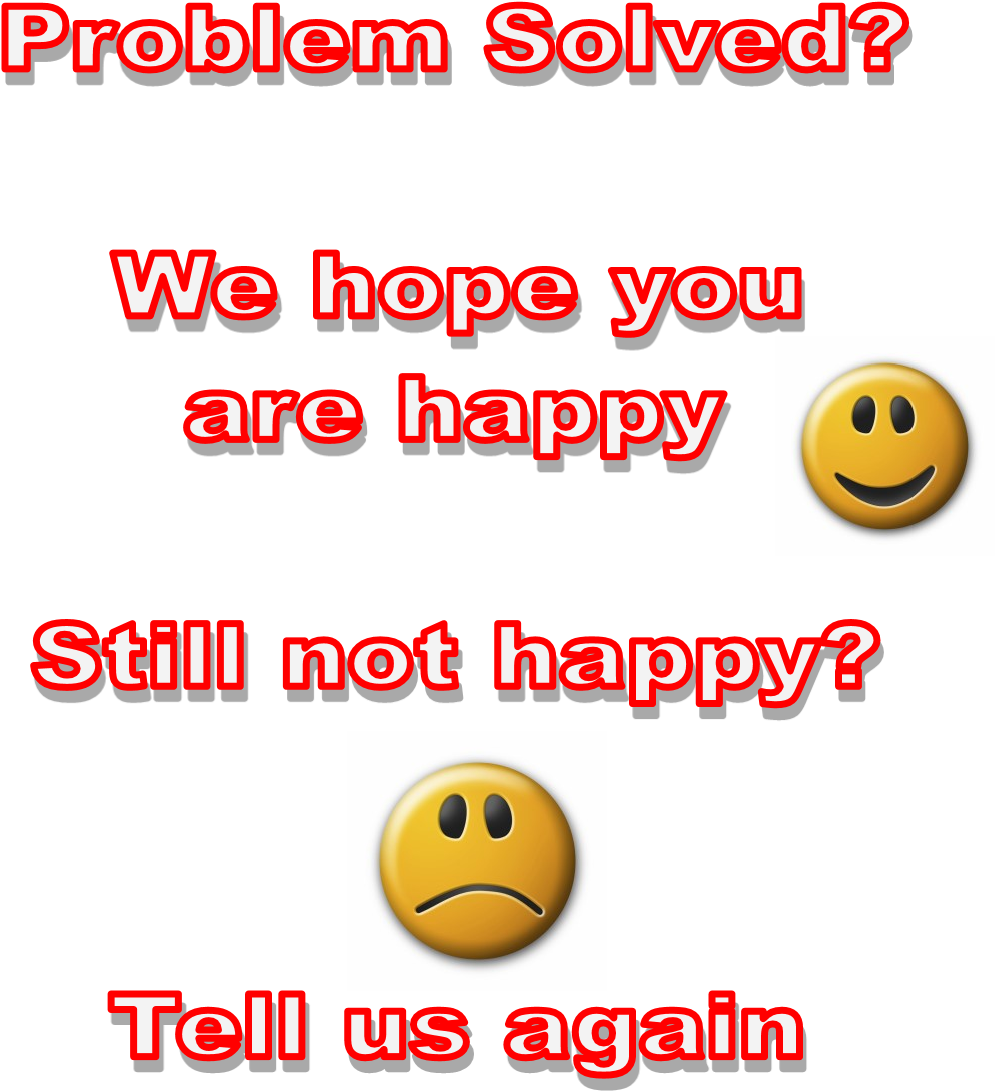 Problem Solved?
We hope you
are happy
Still not happy?
Tell us again